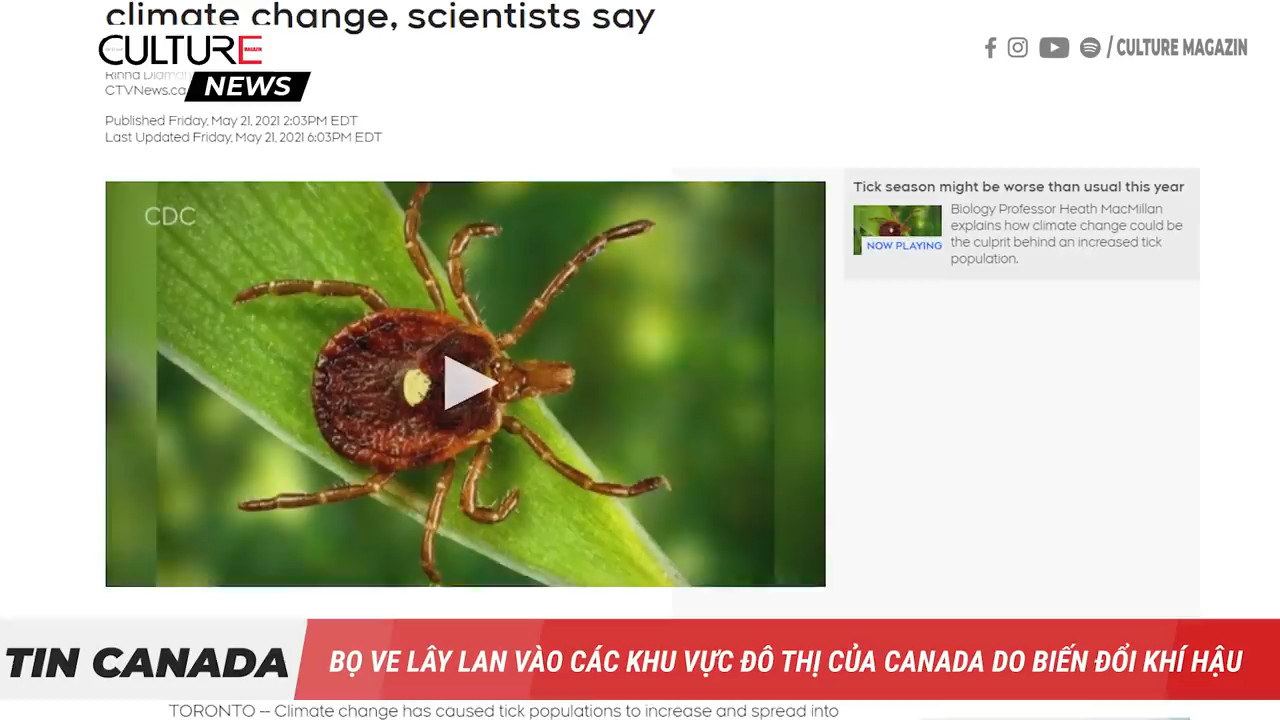 climate change, scientists say
CULTURE
MAGAZIN
NEWS
CTVNews.ca
Published Friday, May 21, 2021 2:03PM EDT
Last Updated Friday, May 21, 2021 6:03PM EDT
/ CULTURE MAGAZIN
CDC
Tick season might be worse than usual this year
NOW PLAYING
Biology Professor Heath MacMillan
explains how climate change could be
the culprit behind an increased tick
population.
TIN CANADA
BỌ VE LÂY LAN VÀO CÁC KHU VỰC ĐÔ THỊ CỦA CANADA DO BIẾN ĐỔI KHÍ HẬU
TORONTO -- Climate change has caused tick populations to increase and spread into